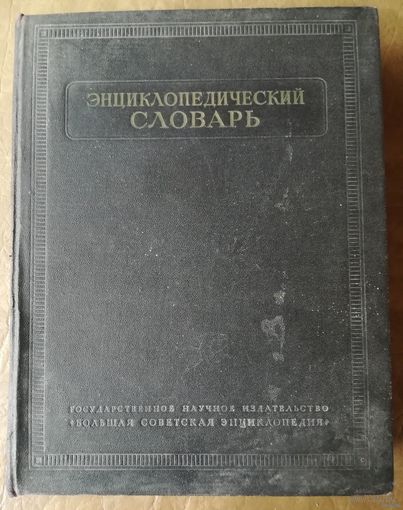 ЭНЦИКЛОПЕДИЧЕСКИЙ
СЛОВАРЬ
ГОСУДАРСТВЕННОЕ НАУЧНОЕ ИЗДАТЕЛЬСТВО
«БОЛЬШАЯ СОВЕТСКАЯ ЭНЦИКЛОПЕДИЯ»